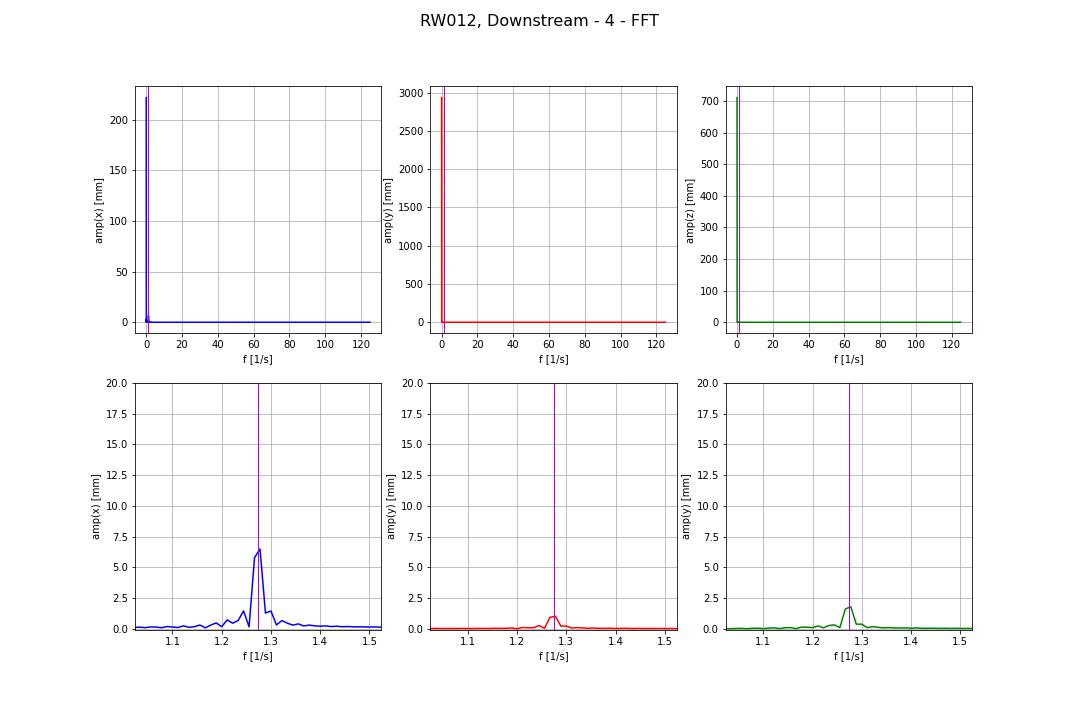 RW012, Downstream - 4 - FFT
amp(x) [mm]
200
150
100
50
0
0 20 40 60 80 100 120
f [1/s]
amp(y) [mm]
3000
2500
2000
1500
1000
500
0
0 20 40 60 80 100 120
f [1/s]
amp(z) [mm]
700
600
500
400
300
200
100
0
0 20 40 60 80 100 120
f [1/s]
amp(x) [mm]
20.0
17.5
15.0
12.5
10.0
7.5
5.0
2.5
0.0
1.1 1.2 1.3 1.4 1.5
f [1/s]
amp(y) [mm]
20.0
17.5
15.0
12.5
10.0
7.5
5.0
2.5
0.0
1.1 1.2 1.3 1.4 1.5
f [1/s]
amp(y) [mm]
20.0
17.5
15.0
12.5
10.0
7.5
5.0
2.5
0.0
1.1 1.2 1.3 1.4 1.5
f [1/s]